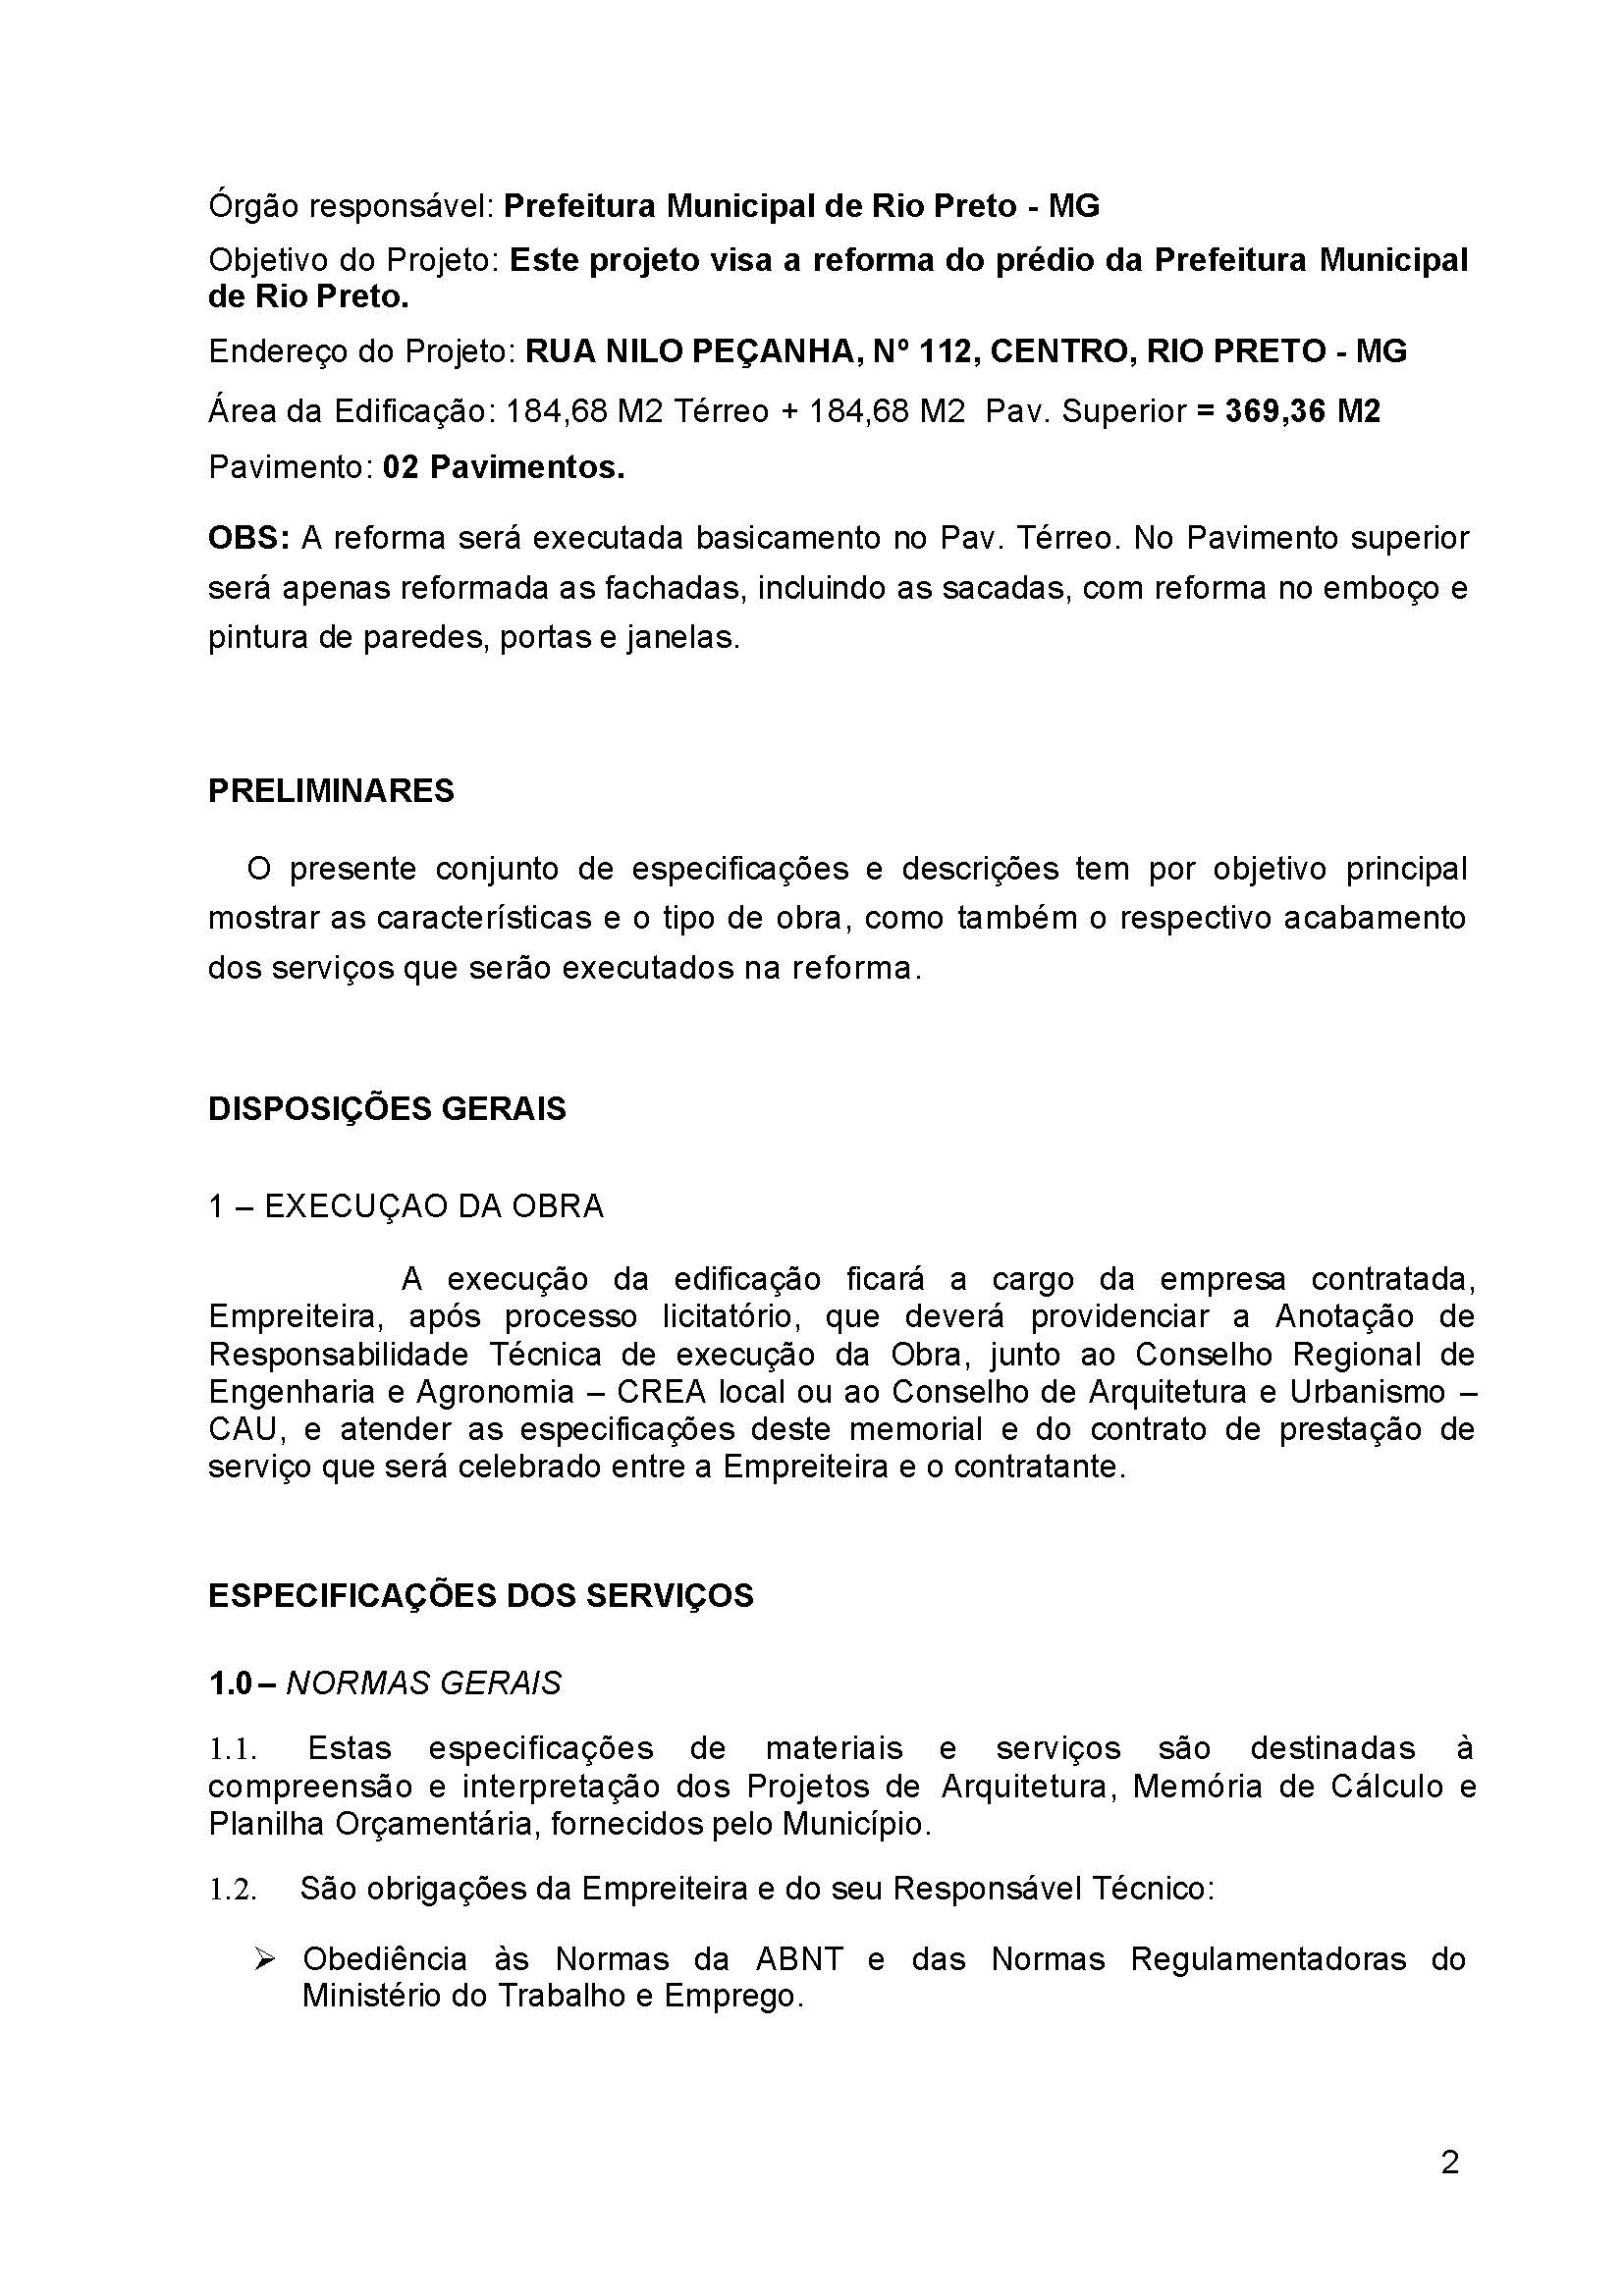 Órgão responsável: Prefeitura Municipal de Rio Preto - MG
Objetivo do Projeto: Este projeto visa a reforma do prédio da Prefeitura Municipal
de Rio Preto.
Endereço do Projeto: RUA NILO PEÇANHA, Nº 112, CENTRO, RIO PRETO - MG
Área da Edificação: 184,68 M2 Térreo + 184,68 M2 Pav. Superior = 369,36 M2
Pavimento: 02 Pavimentos.
OBS: A reforma será executada basicamento no Pav. Térreo. No Pavimento superior
será apenas reformada as fachadas, incluindo as sacadas, com reforma no emboço e
pintura de paredes, portas e janelas.
PRELIMINARES
O presente conjunto de especificações e descrições tem por objetivo principal
mostrar as características e o tipo de obra, como também o respectivo acabamento
dos serviços que serão executados na reforma.
DISPOSIÇÕES GERAIS
1 – EXECUÇAO DA OBRA
A execução da edificação ficará a cargo da empresa contratada,
Empreiteira, após processo licitatório, que deverá providenciar a Anotação de
Responsabilidade Técnica de execução da Obra, junto ao Conselho Regional de
Engenharia e Agronomia – CREA local ou ao Conselho de Arquitetura e Urbanismo –
CAU, e atender as especificações deste memorial e do contrato de prestação de
serviço que será celebrado entre a Empreiteira e o contratante.
ESPECIFICAÇÕES DOS SERVIÇOS
1.0 – NORMAS GERAIS
1.1. Estas especificações de materiais e serviços são destinadas à
compreensão e interpretação dos Projetos de Arquitetura, Memória de Cálculo e
Planilha Orçamentária, fornecidos pelo Município.
1.2. São obrigações da Empreiteira e do seu Responsável Técnico:
➢ Obediência às Normas da ABNT e das Normas Regulamentadoras do
Ministério do Trabalho e Emprego.
2